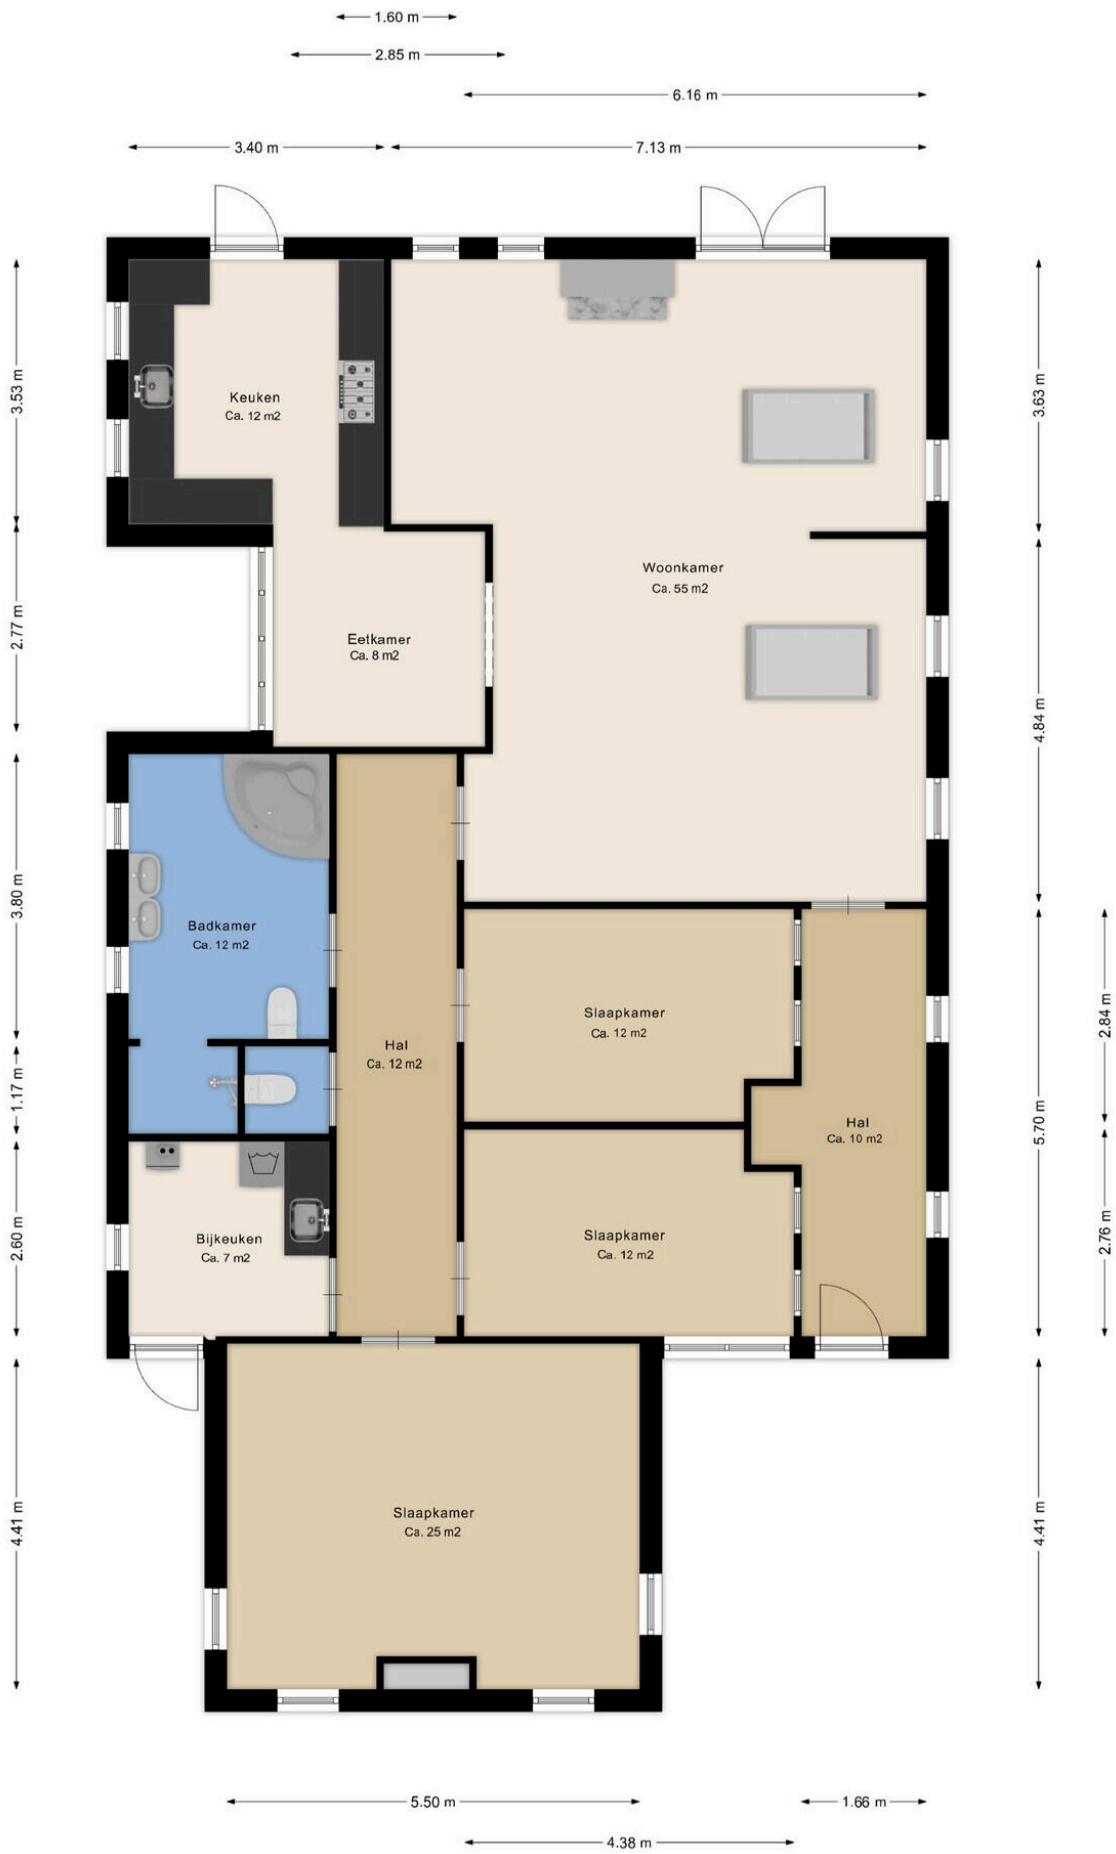 1.60 m
2.85 m
6.16 m
3.40 m
7.13 m
3.53 m
Keuken
Ca. 12 m2
3.63 m
2.77 m
Woonkamer
Ca. 55 m2
Eetkamer
Ca. 8 m2
4.84 m
3.80 m
Badkamer
Ca. 12 m2
Slaapkamer
Ca. 12 m2
2.84 m
Hal
Ca. 12 m2
1.17 m
Hal
Ca. 10 m2
5.70 m
2.60 m
Bijkeuken
Ca. 7 m2
Slaapkamer
Ca. 12 m2
2.76 m
4.41 m
Slaapkamer
Ca. 25 m2
4.41 m
5.50 m
1.66 m
4.38 m